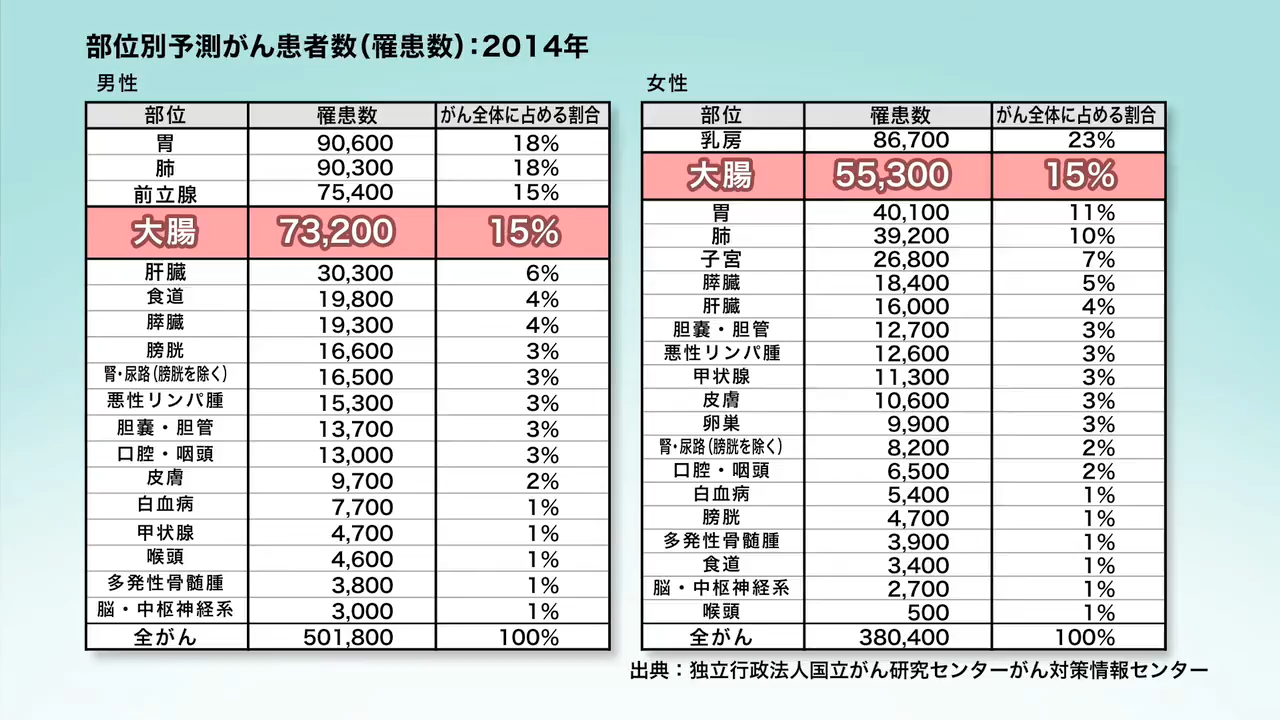 部位別予測がん患者数(罹患数):2014年
男性
部位 罹患数 がん全体に占める割合
胃 90,600 18%
肺 90,300 18%
前立腺 75,400 15%
大腸 73,200 15%
肝臓 30,300 6%
食道 19,800 4%
膵臓 19,300 4%
膀胱 16,600 3%
腎・尿路(膀胱を除く) 16,500 3%
悪性リンパ腫 15,300 3%
胆嚢・胆管 13,700 3%
口腔・咽頭 13,000 3%
皮膚 9,700 2%
白血病 7,700 1%
甲状腺 4,700 1%
喉頭 4,600 1%
多発性骨髄腫 3,800 1%
脳・中枢神経系 3,000 1%
全がん 501,800 100%
女性
部位 罹患数 がん全体に占める割合
乳房 86,700 23%
大腸 55,300 15%
胃 40,100 11%
肺 39,200 10%
子宮 26,800 7%
膵臓 18,400 5%
肝臓 16,000 4%
胆嚢・胆管 12,700 3%
悪性リンパ腫 12,600 3%
甲状腺 11,300 3%
皮膚 10,600 3%
卵巣 9,900 3%
腎・尿路(膀胱を除く) 8,200 2%
口腔・咽頭 6,500 2%
白血病 5,400 1%
膀胱 4,700 1%
多発性骨髄腫 3,900 1%
食道 3,400 1%
脳・中枢神経系 2,700 1%
喉頭 500 1%
全がん 380,400 100%
出典:独立行政法人国立がん研究センターがん対策情報センター